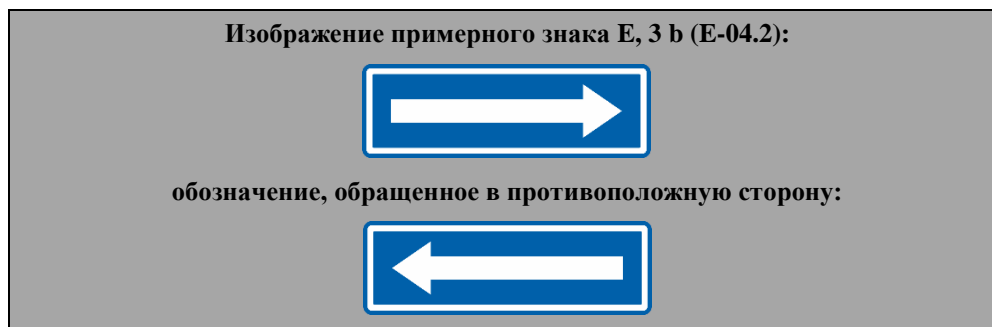 Изображение примерного знака E, 3 b (E-04.2):
обозначение, обращенное в противоположную сторону: